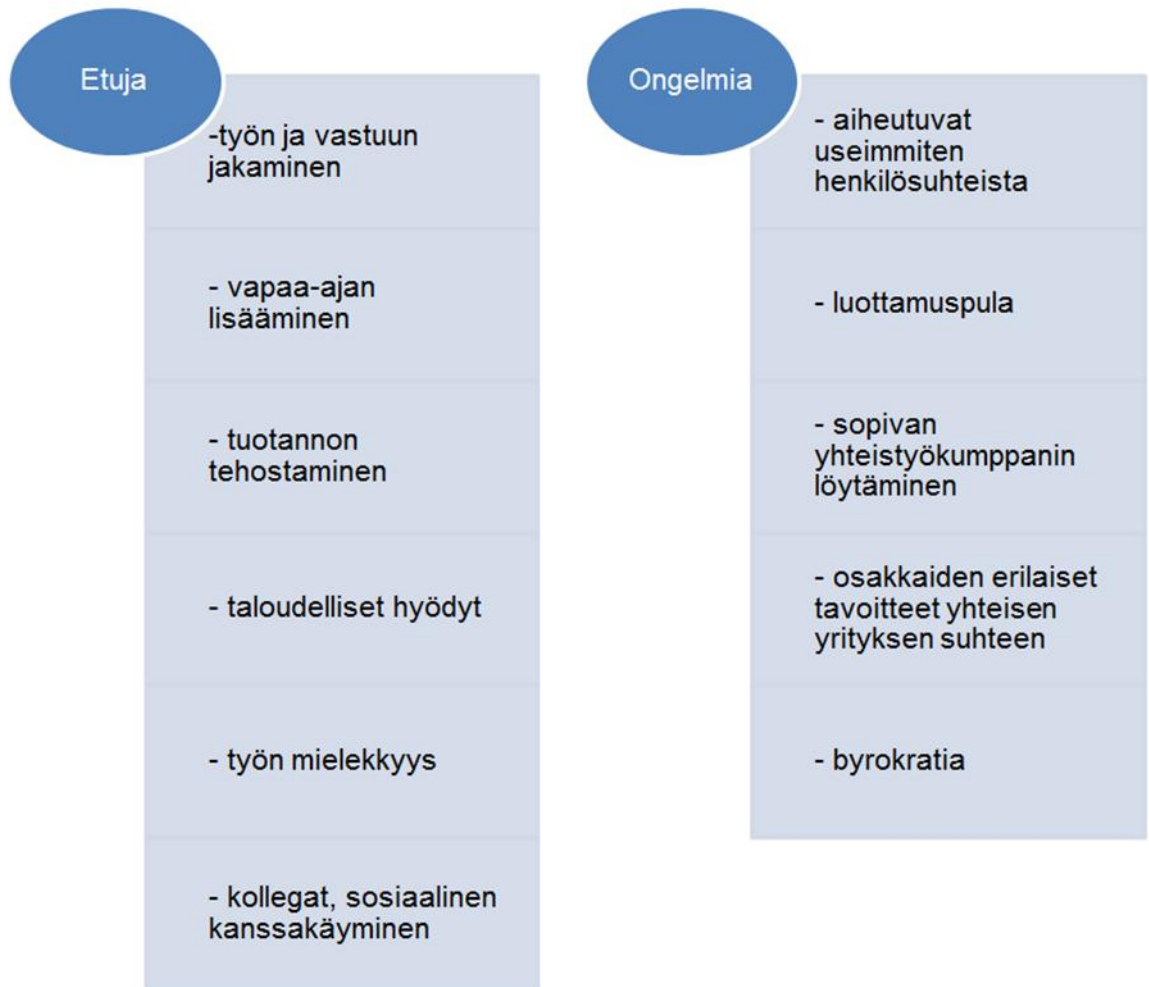 Etuja
-työn ja vastuun
jakaminen
- vapaa-ajan
lisääminen
- tuotannon
tehostaminen
- taloudelliset hyödyt
- työn mielekkyys
- kollegat, sosiaalinen
kanssakäyminen
Ongelmia
- aiheutuvat
useimmiten
henkilösuhteista
- luottamuspula
- sopivan
yhteistyökumppanin
löytäminen
- osakkaiden erilaiset
tavoitteet yhteisen
yrityksen suhteen
- byrokratia